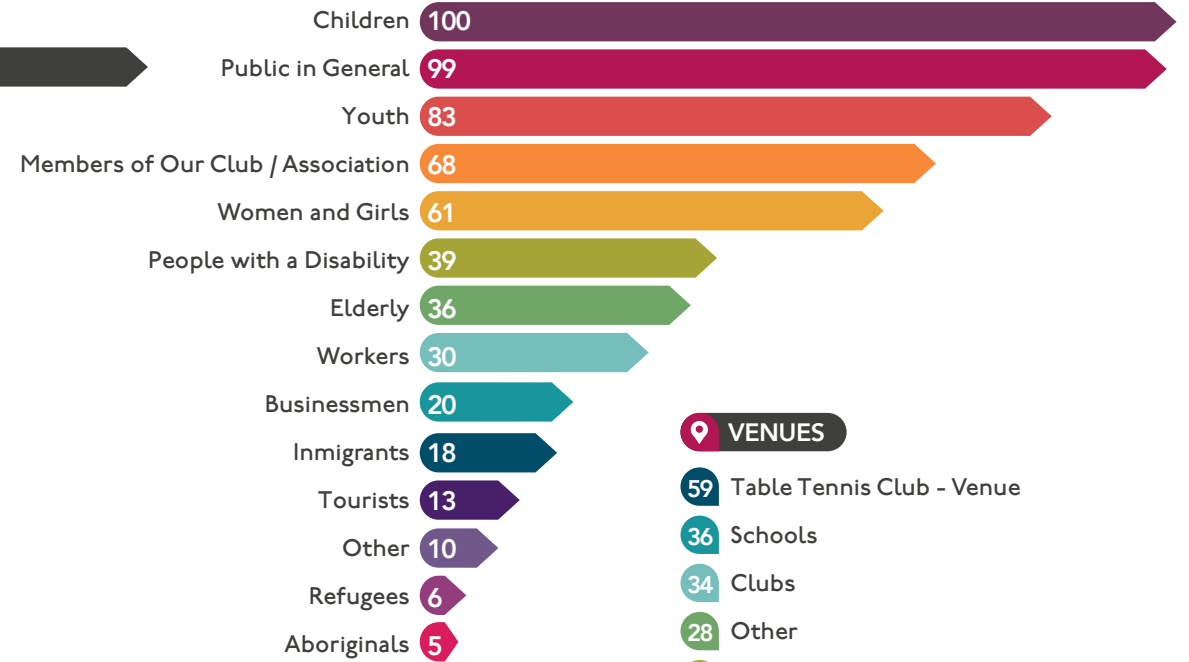 Children 100
Public in General 99
Youth 83
Members of Our Club / Association 68
Women and Girls 61
People with a Disability 39
Elderly 36
Workers 30
Businessmen 20
Inmigrants 18
Tourists 13
Other 10
Refugees 6
Aboriginals 5
VENUES
59 Table Tennis Club - Venue
36 Schools
34 Clubs
28 Other